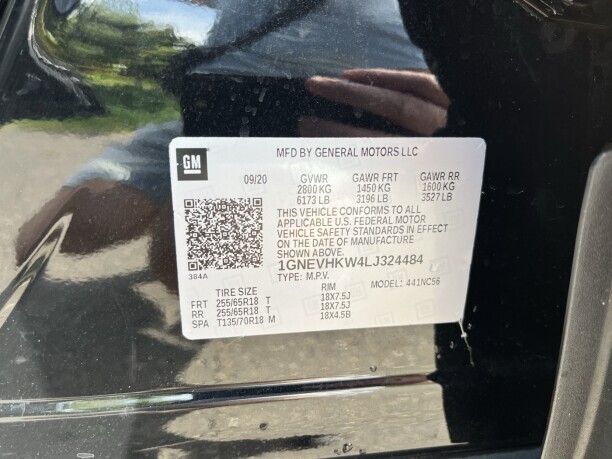 GM
MFD BY GENERAL MOTORS LLC
09/20 GVWR GAWR FRT GAWR RR
2800 KG 1450 KG 1600 KG
6173 LB 3196 LB 3527 LB
THIS VEHICLE CONFORMS TO ALL
APPLICABLE U.S. FEDERAL MOTOR
VEHICLE SAFETY STANDARDS IN EFFECT
ON THE DATE OF MANUFACTURE
SHOWN ABOVE.
384A
1GNEVHKW4LJ324484
TYPE: M.P.V. MODEL: 441NC56
TIRE SIZE RIM
FRT 255/65R18 T 18X7.5J
RR 255/65R18 T 18X7.5J
SPA T135/70R18 M 18X4.5B